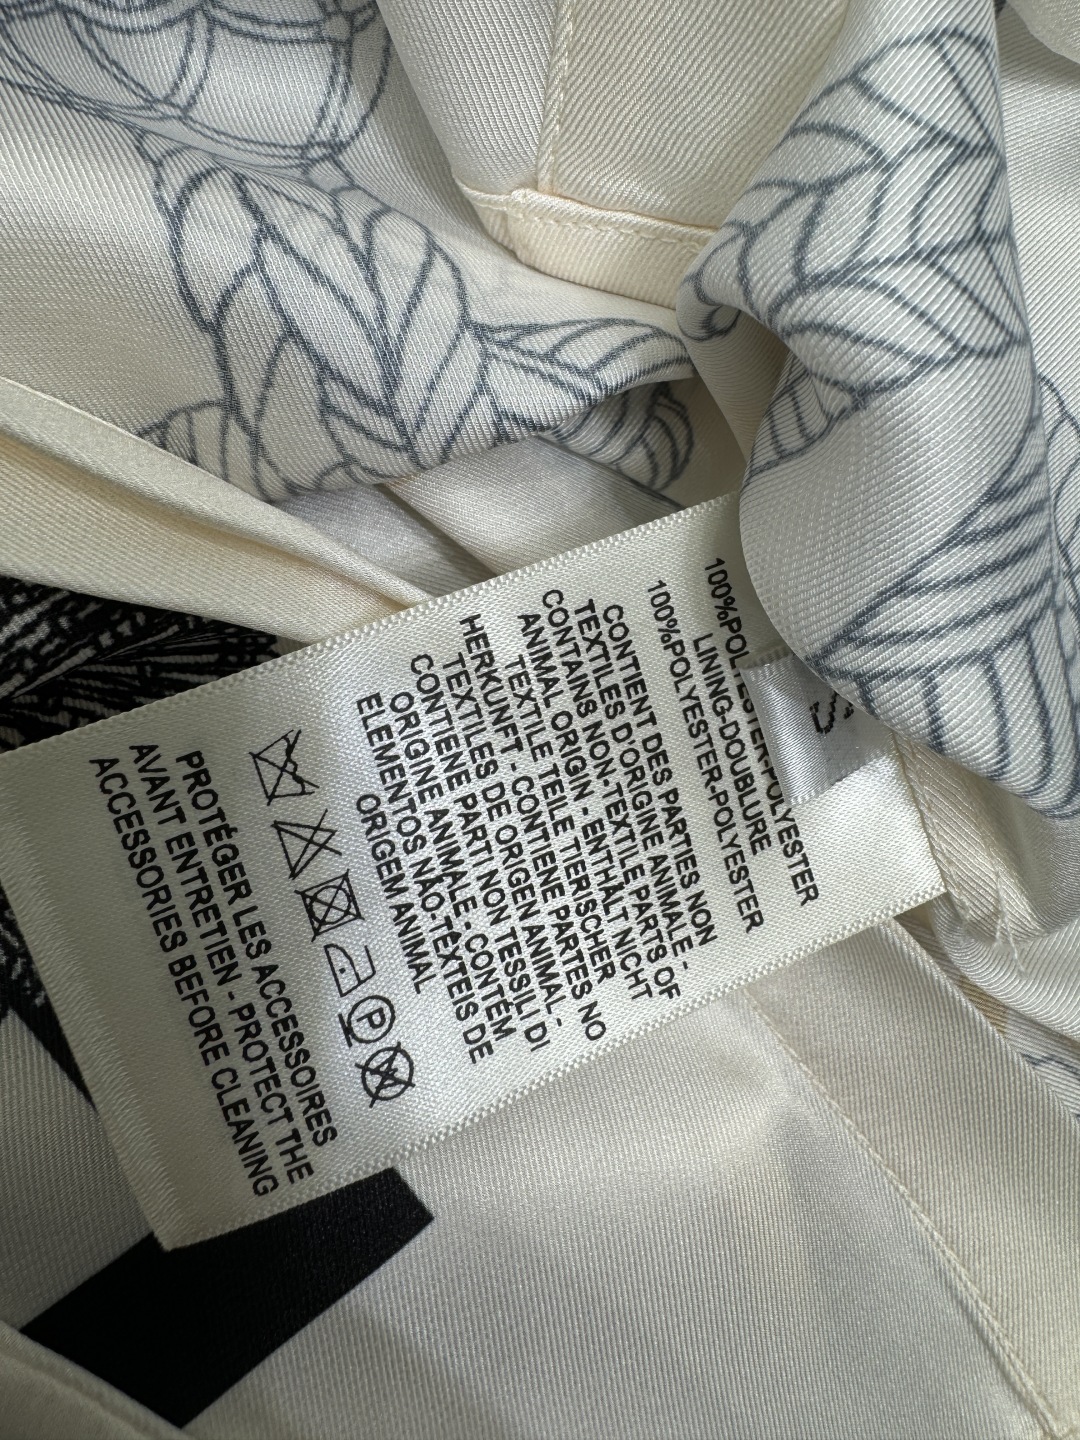 100%POLYESTER-POLYESTER
LINING-DOUBLURE
100%POLYESTER-POLYESTER
CONTIENT DES PARTIES NON
TEXTILES D'ORIGINE ANIMALE -
CONTAINS NON-TEXTILE PARTS OF
ANIMAL ORIGIN - ENTHÄLT NICHT
TEXTILE TEILE TIERISCHER
HERKUNFT - CONTIENE PARTES NO
TEXTILES DE ORIGEN ANIMAL -
CONTIENE PARTI NON TESSILI DI
ORIGINE ANIMALE - CONTÉM
ELEMENTOS NÃO-TÊXTEIS DE
ORIGEM ANIMAL
P
PROTÉGER LES ACCESSOIRES
AVANT ENTRETIEN - PROTECT THE
ACCESSORIES BEFORE CLEANING